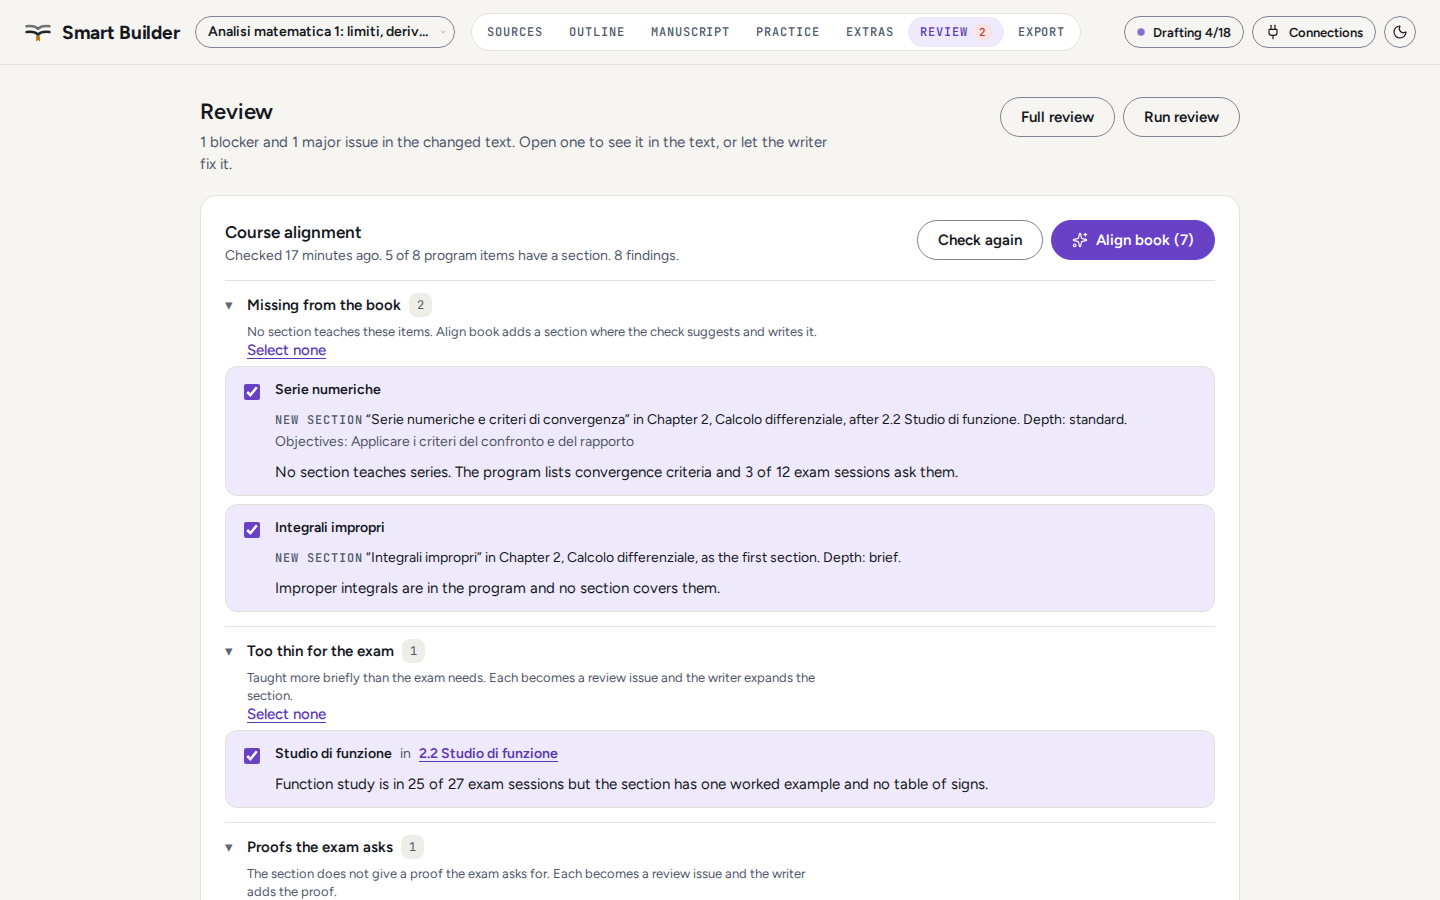 Smart Builder
Analisi matematica 1: limiti, deriv...
SOURCES
OUTLINE
MANUSCRIPT
PRACTICE
EXTRAS
REVIEW 2
EXPORT
Drafting 4/18
Connections
Review
1 blocker and 1 major issue in the changed text. Open one to see it in the text, or let the writer
fix it.
Full review
Run review
Course alignment
Checked 17 minutes ago. 5 of 8 program items have a section. 8 findings.
Check again
Align book (7)
Missing from the book 2
No section teaches these items. Align book adds a section where the check suggests and writes it.
Select none
Serie numeriche
NEW SECTION “Serie numeriche e criteri di convergenza” in Chapter 2, Calcolo differenziale, after 2.2 Studio di funzione. Depth: standard.
Objectives: Applicare i criteri del confronto e del rapporto
No section teaches series. The program lists convergence criteria and 3 of 12 exam sessions ask them.
Integrali impropri
NEW SECTION “Integrali impropri” in Chapter 2, Calcolo differenziale, as the first section. Depth: brief.
Improper integrals are in the program and no section covers them.
Too thin for the exam 1
Taught more briefly than the exam needs. Each becomes a review issue and the writer expands the
section.
Select none
Studio di funzione in 2.2 Studio di funzione
Function study is in 25 of 27 exam sessions but the section has one worked example and no table of signs.
Proofs the exam asks 1
The section does not give a proof the exam asks for. Each becomes a review issue and the writer
adds the proof.